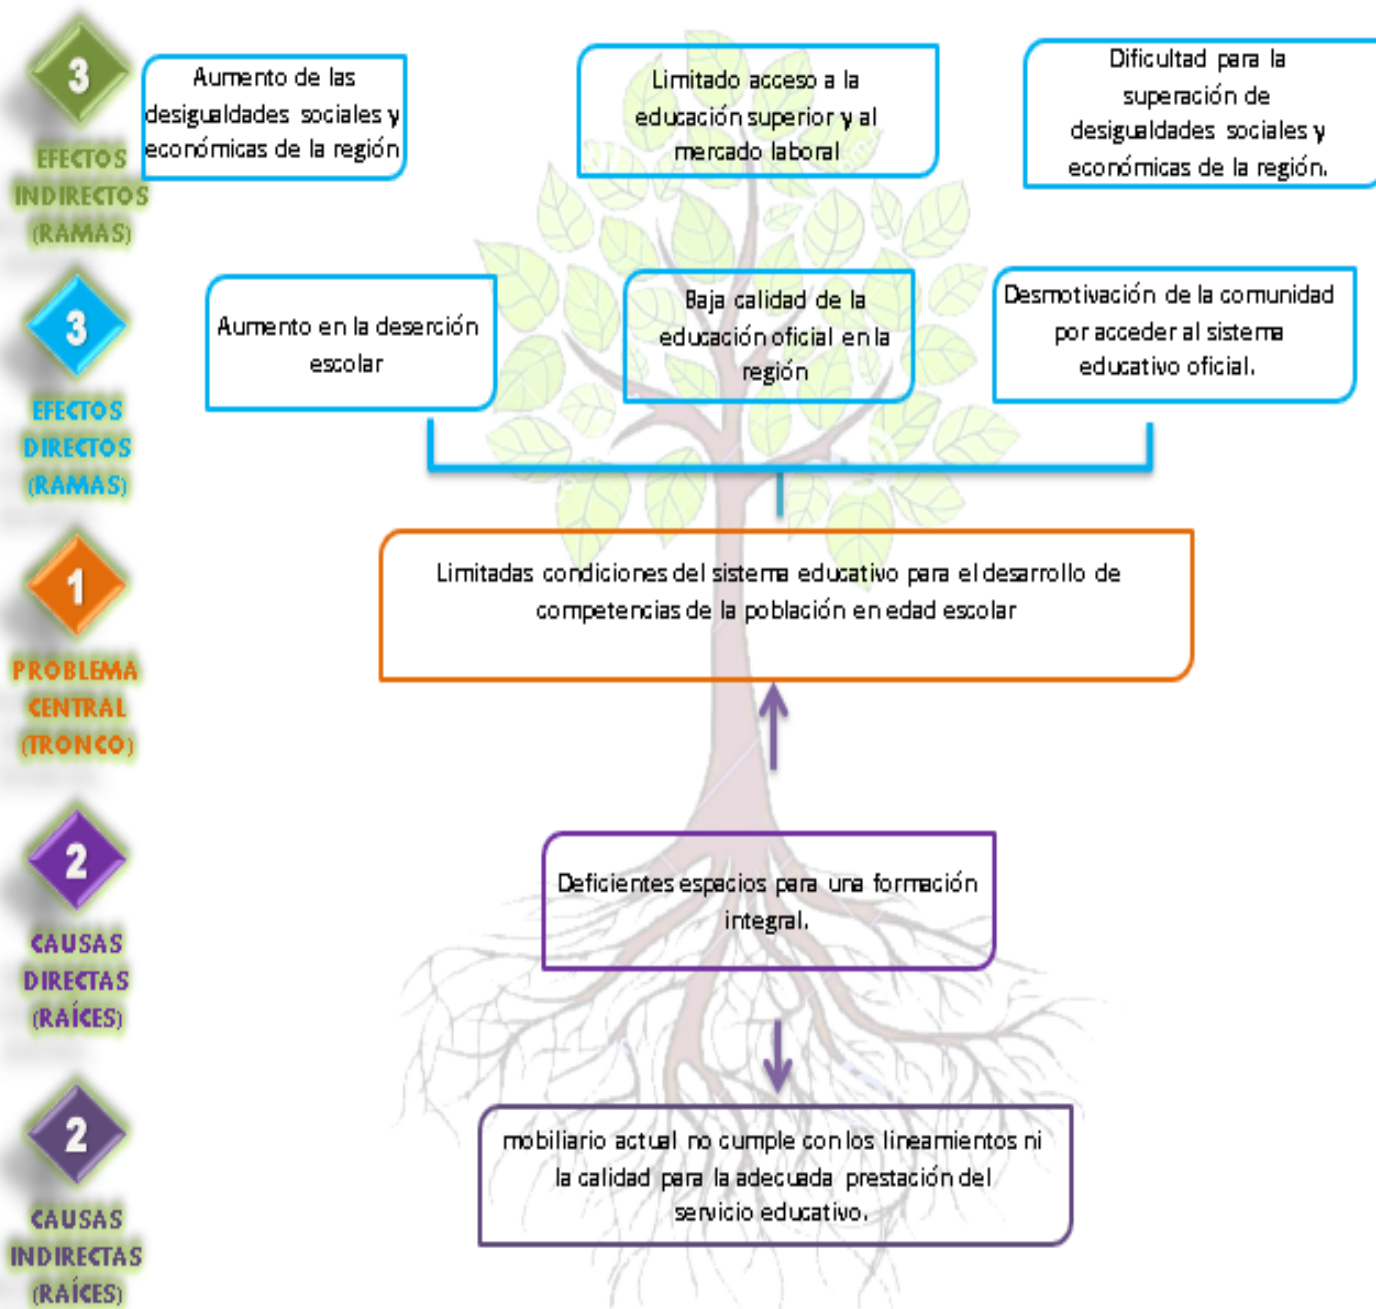 3
EFECTOS
INDIRECTOS
(RAMAS)
Aumento de las
desigualdades sociales y
económicas de la región
Limitado acceso a la
educación superior y al
mercado laboral
Dificultad para la
superación de
desigualdades sociales y
económicas de la región.
3
EFECTOS
DIRECTOS
(RAMAS)
Aumento en la deserción
escolar
Baja calidad de la
educación oficial en la
región
Desmotivación de la comunidad
por acceder al sistema
educativo oficial.
1
PROBLEMA
CENTRAL
(TRONCO)
Limitadas condiciones del sistema educativo para el desarrollo de
competencias de la población en edad escolar
2
CAUSAS
DIRECTAS
(RAÍCES)
Deficientes espacios para una formación
integral.
2
CAUSAS
INDIRECTAS
(RAÍCES)
mobiliario actual no cumple con los lineamientos ni
la calidad para la adecuada prestación del
servicio educativo.